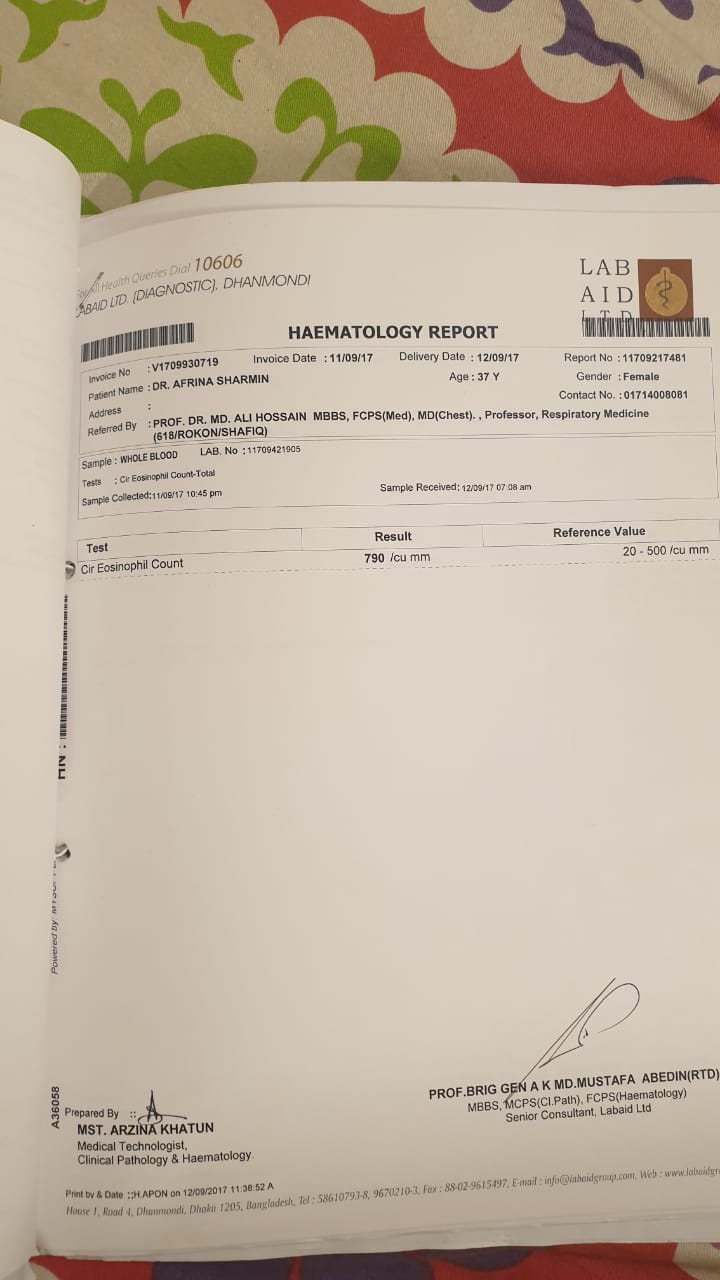 For All Health Queries Dial 10606
LABAID LTD. (DIAGNOSTIC), DHANMONDI
LAB
AID
LTD
HAEMATOLOGY REPORT
Invoice No : V1709930719 Invoice Date : 11/09/17 Delivery Date : 12/09/17 Report No : 11709217481
Patient Name : DR. AFRINA SHARMIN Age : 37 Y Gender : Female
Address : Contact No. : 01714008081
Referred By : PROF. DR. MD. ALI HOSSAIN MBBS, FCPS(Med), MD(Chest). , Professor, Respiratory Medicine
(618/ROKON/SHAFIQ)
Sample : WHOLE BLOOD LAB. No : 11709421905
Tests : Cir Eosinophil Count-Total
Sample Collected: 11/09/17 10:45 pm Sample Received: 12/09/17 07:08 am
Test Result Reference Value
Cir Eosinophil Count 790 /cu mm 20 - 500 /cu mm
HN :
Powered by
A36058
Prepared By ::
MST. ARZINA KHATUN
Medical Technologist,
Clinical Pathology & Haematology.
PROF.BRIG GEN A K MD.MUSTAFA ABEDIN(RTD)
MBBS, MCPS(Cl.Path), FCPS(Haematology)
Senior Consultant, Labaid Ltd
Print by & Date ::H.APON on 12/09/2017 11:38:52 A
House 1, Road 4, Dhanmondi, Dhaka 1205, Bangladesh, Tel : 58610793-8, 9670210-3, Fax : 88-02-9615497, E-mail : info@labaidgroup.com, Web : www.labaidgr